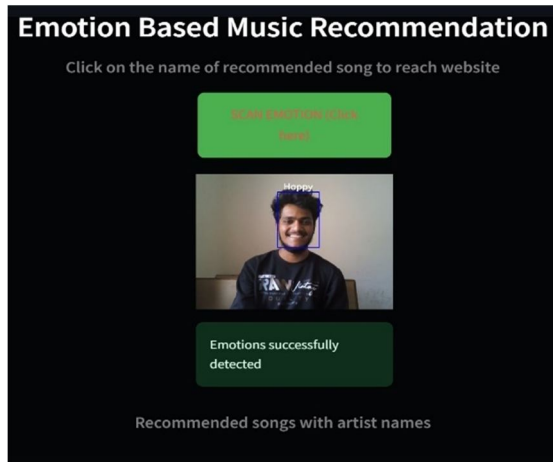 Emotion Based Music Recommendation
Click on the name of recommended song to reach website
SCAN EMOTION (Click
here)
Happy
RAW
Emotions successfully
detected
Recommended songs with artist names